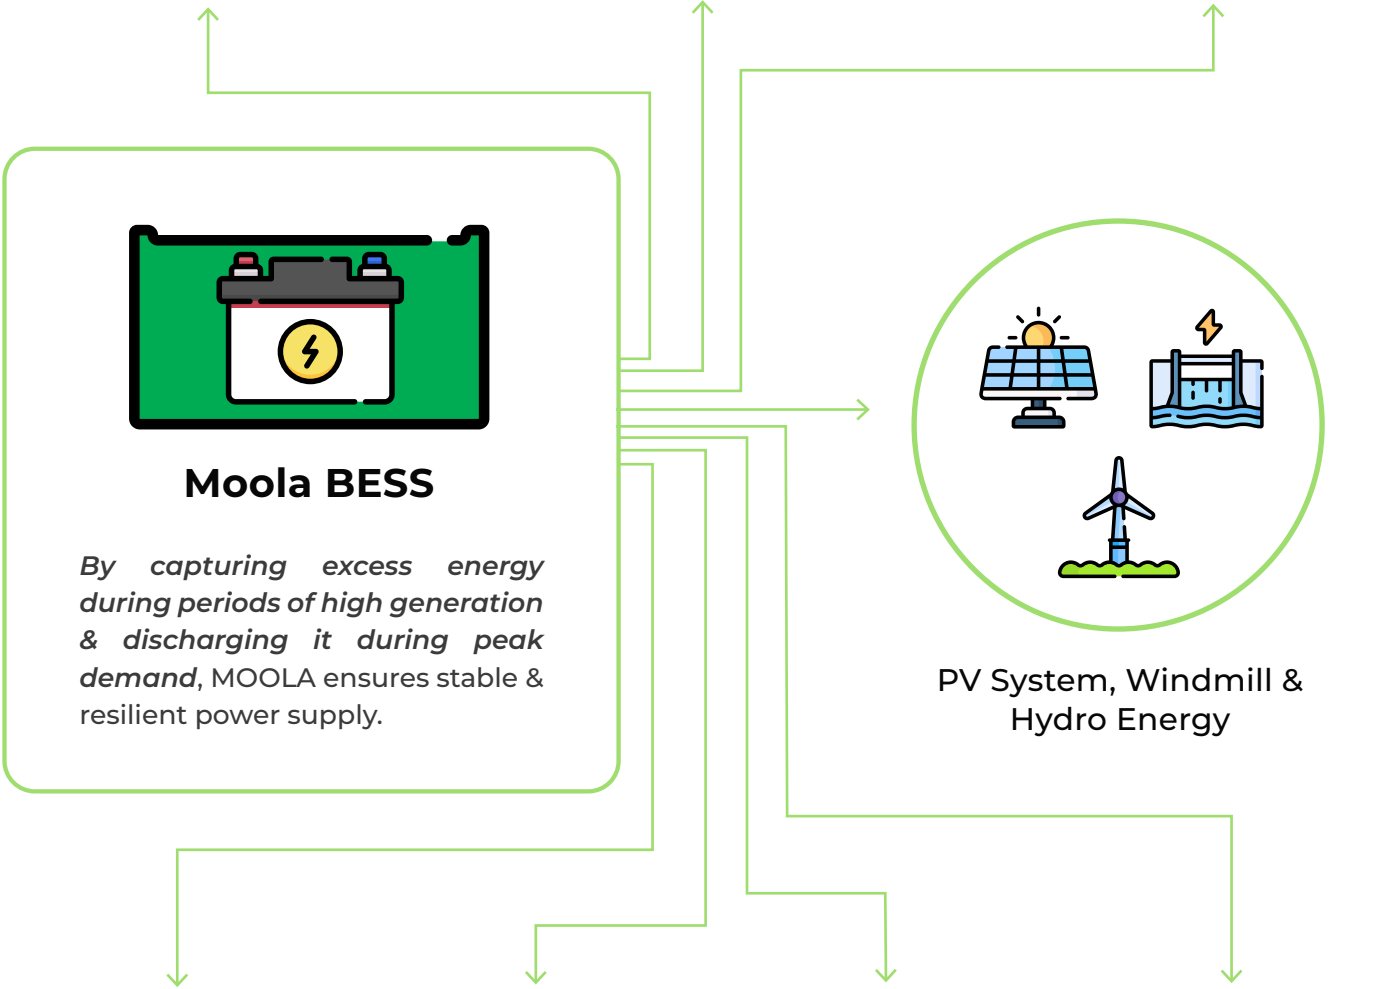 Moola BESS
By capturing excess energy
during periods of high generation
& discharging it during peak
demand, MOOLA ensures stable &
resilient power supply.
PV System, Windmill &
Hydro Energy